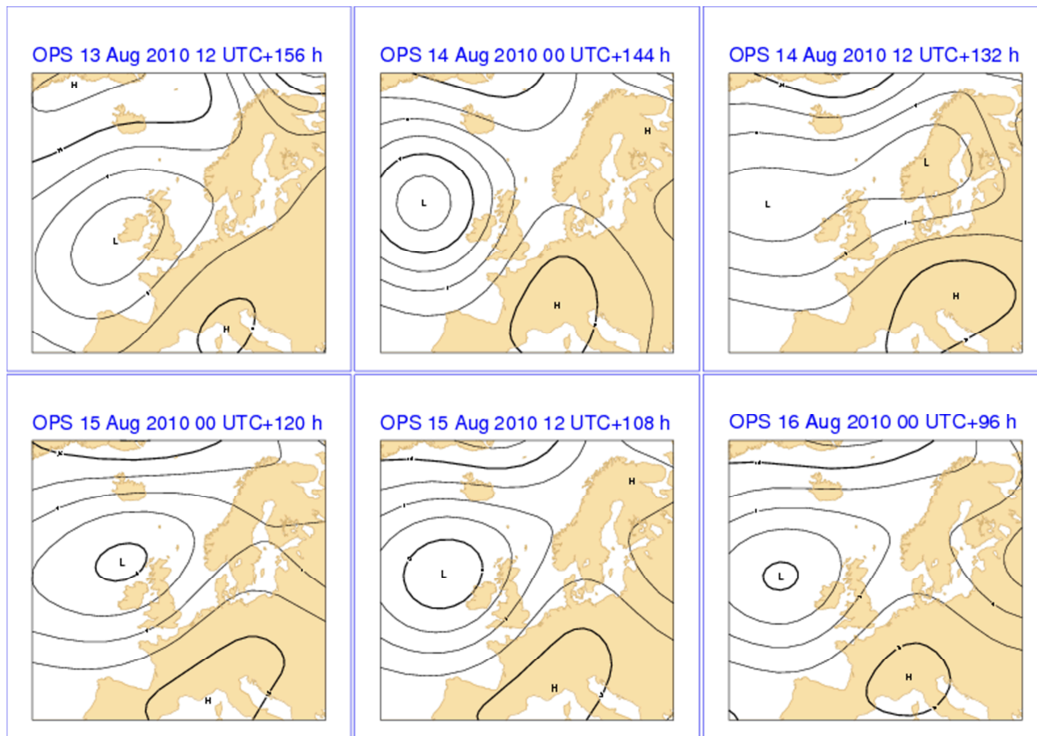 OPS 13 Aug 2010 12 UTC+156 h
OPS 14 Aug 2010 00 UTC+144 h
OPS 14 Aug 2010 12 UTC+132 h
H
L
H
H
L
H
L
L
H
OPS 15 Aug 2010 00 UTC+120 h
OPS 15 Aug 2010 12 UTC+108 h
OPS 16 Aug 2010 00 UTC+96 h
L
H
H
L
H
L
H